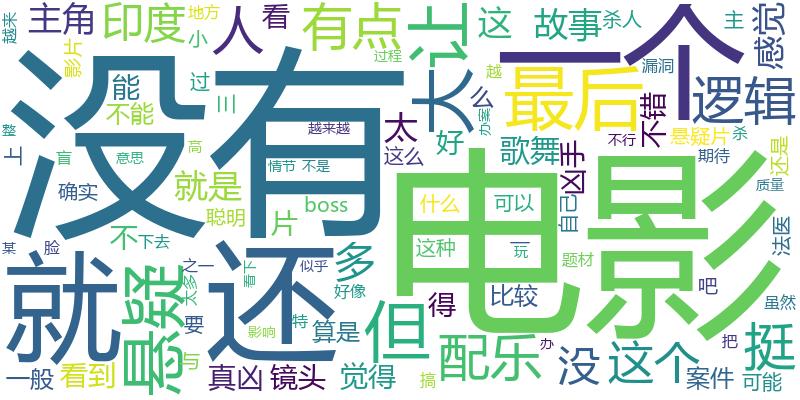 越来
主角
印度
地方
小
人
看
有点
让
这
故事
杀人
主
一个
感觉
影片
能
过
过程
越
漏洞
没有
不能
三
大
么
最后
不错
逻辑
上
整
盲
意思
高
越来越
太
这么
好
办案
歌舞
不行
悬疑片
杀
确实
就是
情节
不是
凶手
期待
还是
聪明
片
boss
什么
可以
自己
质量
电影
某
脸
不
下去
还
多
这种
一
玩
法医
就
悬疑
之一
太多
看下
似乎
好像
题材
吧
虽然
要
得
比较
影响
特
算是
但
把
挺
与
办
一般
看到
真凶
镜头
觉得
搞
配乐
没
这个
案件
可能